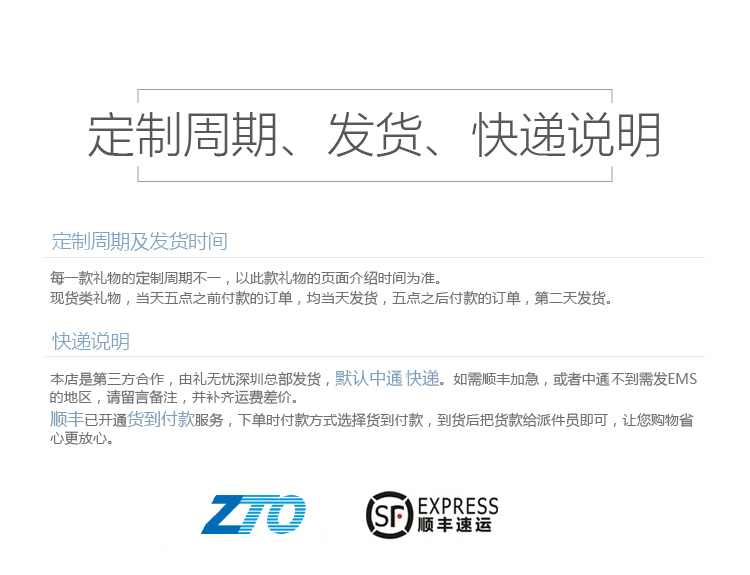 定制周期、发货、快递说明
定制周期及发货时间
每一款礼物的定制周期不一，以此款礼物的页面介绍时间为准。
现货类礼物，当天五点之前付款的订单，均当天发货，五点之后付款的订单，第二天发货。
快递说明
本店是第三方合作，由礼无忧深圳总部发货，默认中通 快递。如需顺丰加急，或者中通不到需发EMS
的地区，请留言备注，并补齐运费差价。
顺丰已开通货到付款服务，下单时付款方式选择货到付款，到货后把货款给派件员即可，让您购物省
心更放心。
ZTO
SF EXPRESS
顺丰速运